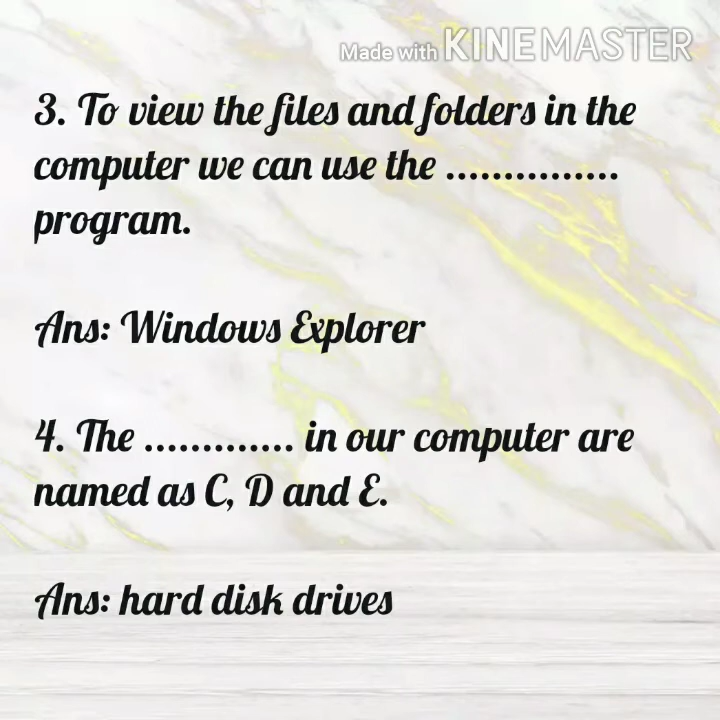 Made with KINEMASTER
3. To view the files and folders in the
computer we can use the ...............
program.
Ans: Windows Explorer
4. The ............. in our computer are
named as C, D and E.
Ans: hard disk drives